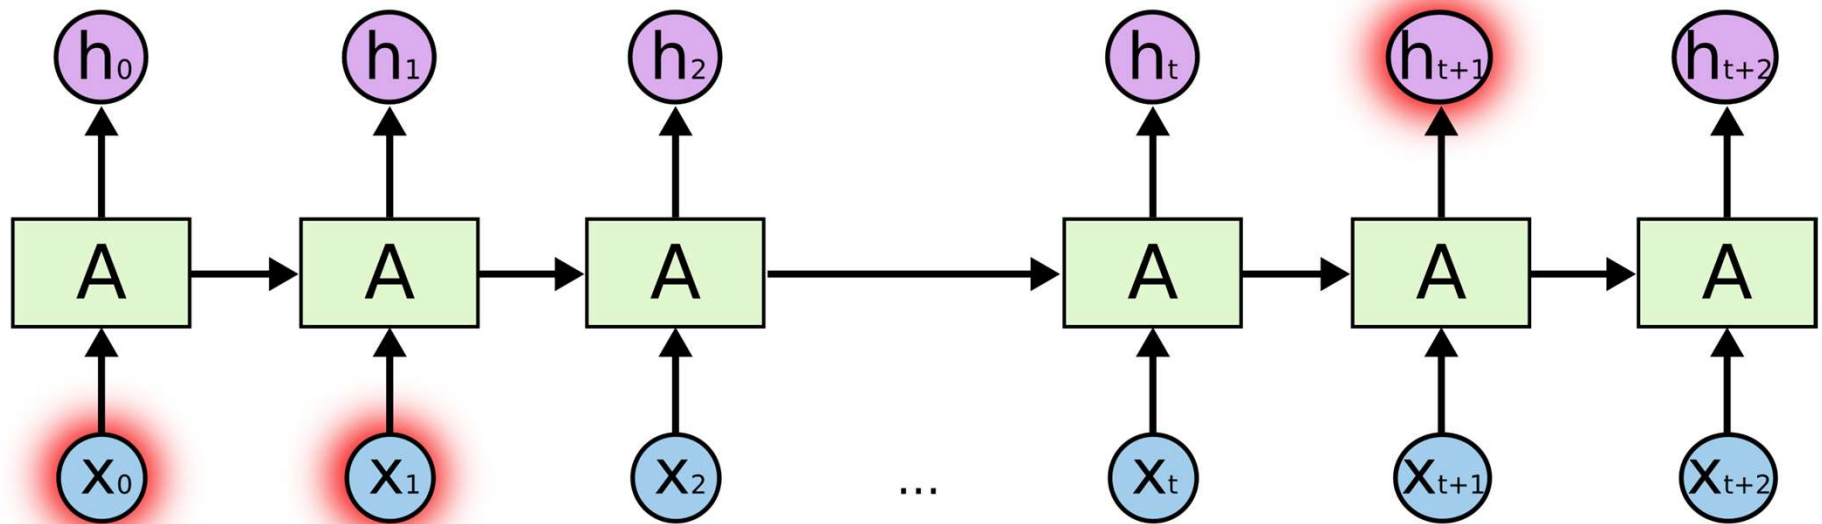 h0 h1 h2 ht ht+1 ht+2
A A A A A A
x0 x1 x2 ... xt xt+1 xt+2